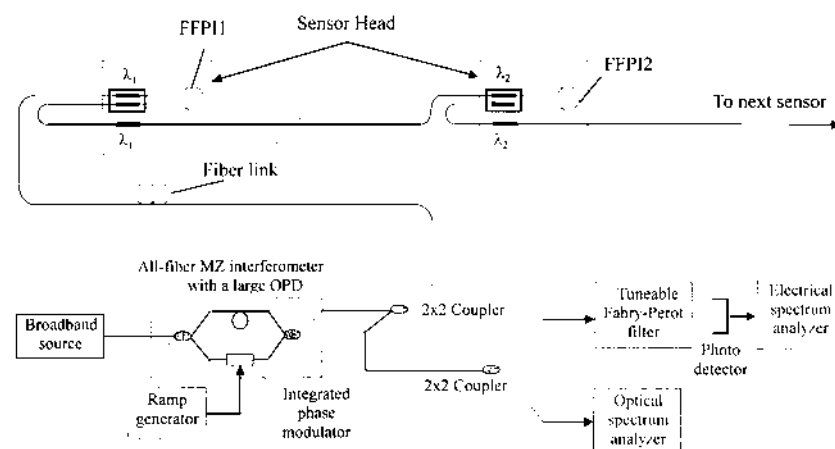 FFPI1
Sensor Head
λ1
λ2
FFPI2
To next sensor
λ1
λ2
Fiber link
All-fiber MZ interferometer
with a large OPD
Broadband
source
2x2 Coupler
Tuneable
Fabry-Perot
filter
Electrical
spectrum
analyzer
Photo
detector
2x2 Coupler
Ramp
generator
Integrated
phase
modulator
Optical
spectrum
analyzer